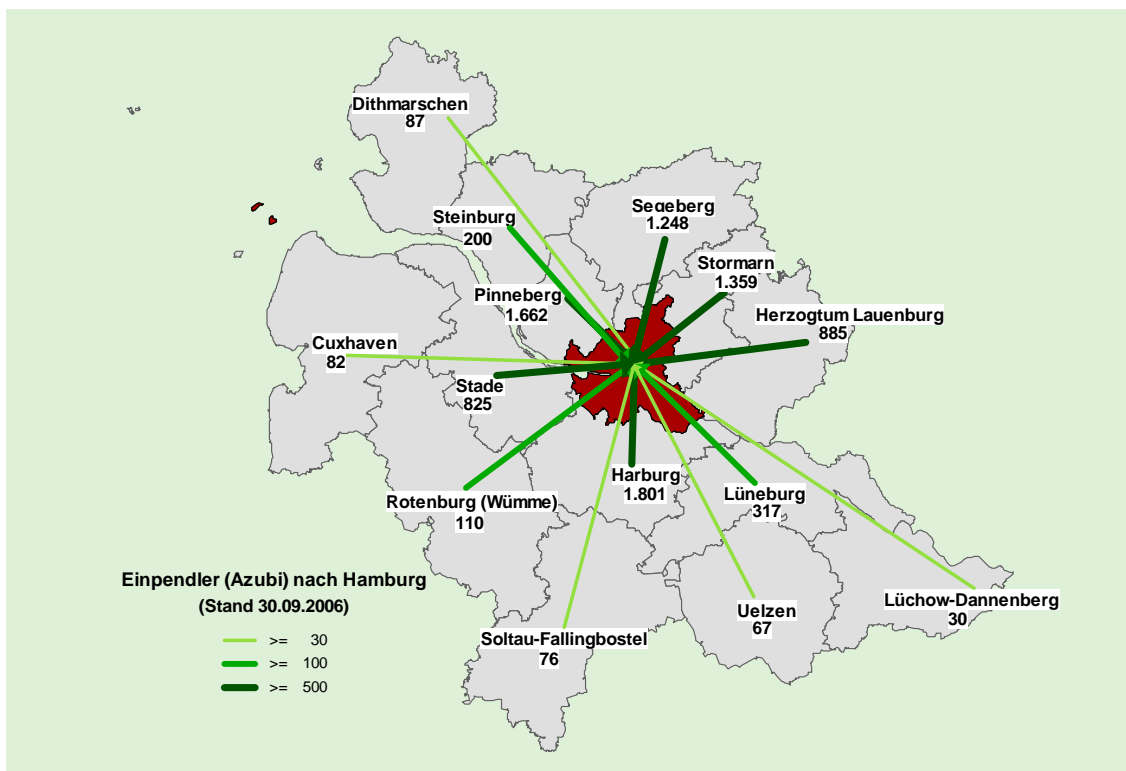 Dithmarschen
87
Steinburg
200
Segeberg
1.248
Stormarn
1.359
Pinneberg
1.662
Herzogtum Lauenburg
885
Cuxhaven
82
Stade
825
Harburg
1.801
Lüneburg
317
Rotenburg (Wümme)
110
Lüchow-Dannenberg
30
Uelzen
67
Soltau-Fallingbostel
76
Einpendler (Azubi) nach Hamburg
(Stand 30.09.2006)
>= 30
>= 100
>= 500